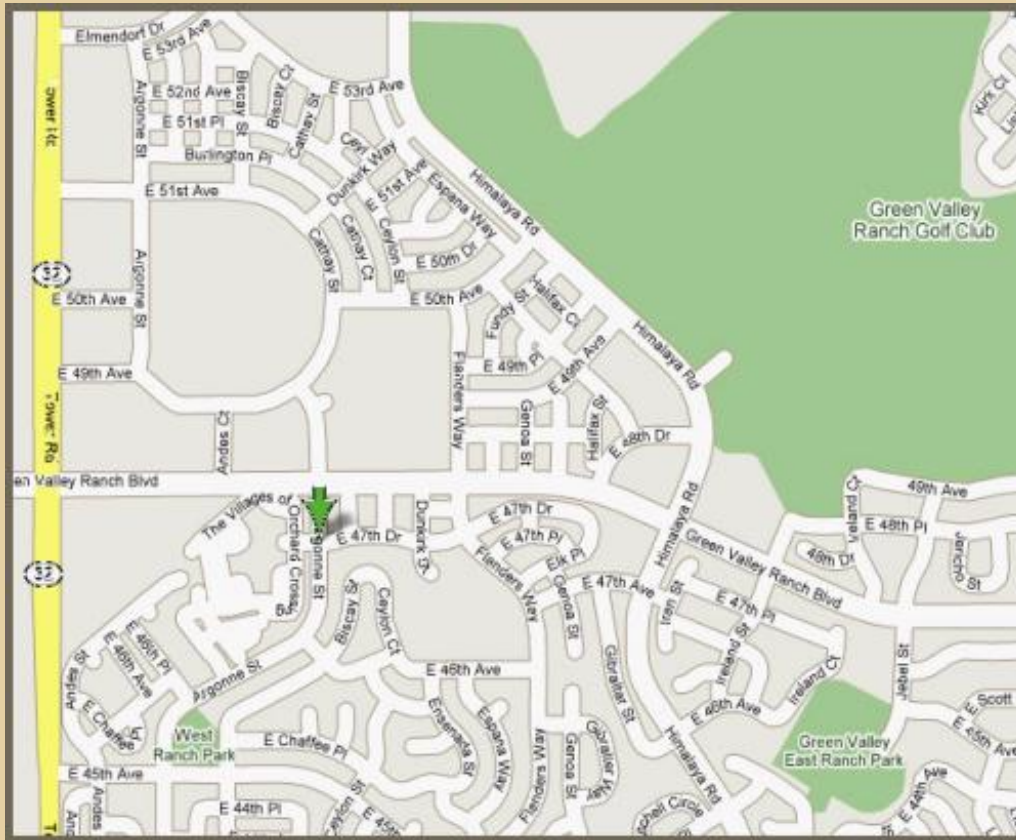 Elmendorf Dr
E 53rd Ave
E 52nd Ave
E 51st Pl
Argonne St
Biscay St
Biscay Ct
Cathay St
E 53rd Ave
Burlington Pl
Dunkirk Way
E 51st Ave
51st Ave
Espana Way
Himalaya Rd
Kirk Ct
Green Valley
Ranch Golf Club
Cathay St
Cathay Ct
Ceylon St
E 50th Dr
Argonne St
E 50th Ave
E 50th Ave
Halifax Ct
Fundy St
Himalaya Rd
E 49th Pl
E 49th Ave
E 49th Ave
Flanders Way
Genoa St
Halifax St
E 48th Dr
Andes Ct
Valley Ranch Blvd
The Villages of
Orchard Cross
E 47th Dr
Dunkirk
E 47th Dr
E 47th Pl
Elk Pl
Flanders Way
Genoa St
E 47th Ave
Himalaya Rd
Green Valley Ranch Blvd
49th Ave
E 48th Pl
48th Dr
Jericho St
E 47th Pl
Ireland St
Ireland Ct
Jebel St
Biscay St
Ceylon Ct
E 46th Ave
E 46th Pl
E 46th Ave
Andes St
Argonne St
E Chaffee Pl
West
Ranch Park
E Chaffee Pl
Ensenada St
Espana Way
Flanders Way
Genoa St
Gibraltar St
E 46th Ave
Himalaya Rd
Green Valley
East Ranch Park
E Scott
E 45th Ave
E 45th Ave
E 44th Pl
Andes
Ceylon St
E 45th
E 44th Ave